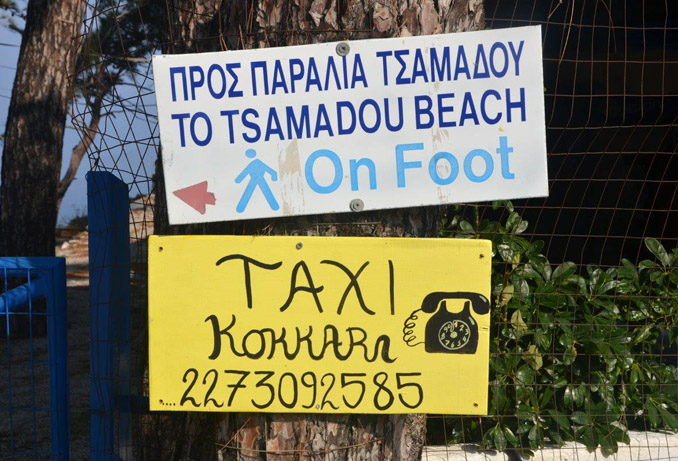 ΠΡΟΣ ΠΑΡΑΛΙΑ ΤΣΑΜΑΔΟΥ
TO TSAMADOU BEACH
On Foot
TAXI
KOKKARI
....2273092585